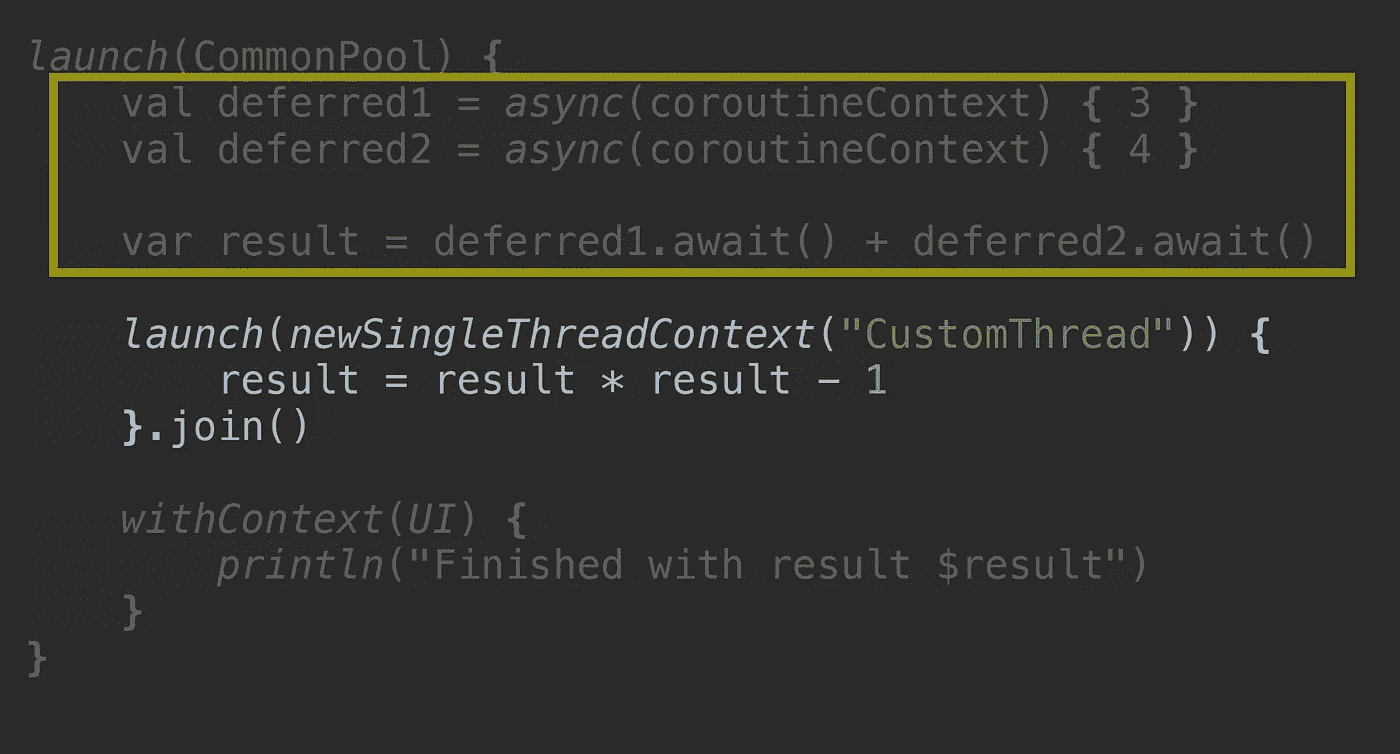 launch(CommonPool) {
    val deferred1 = async(coroutineContext) { 3 }
    val deferred2 = async(coroutineContext) { 4 }

    var result = deferred1.await() + deferred2.await()

    launch(newSingleThreadContext("CustomThread")) {
        result = result * result – 1
    }.join()

    withContext(UI) {
        println("Finished with result $result")
    }
}